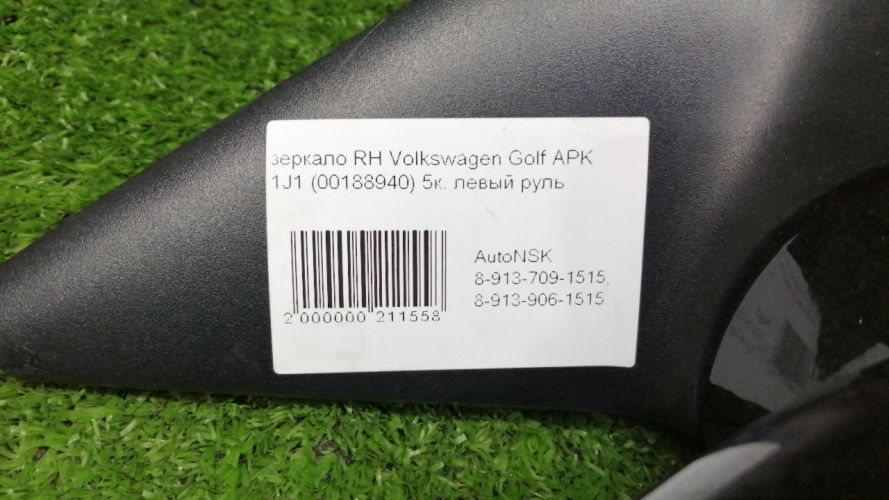 зеркало RH Volkswagen Golf APK
1J1 (00188940) 5к. левый руль
AutoNSK
8-913-709-1515,
8-913-906-1515
2 000000 211558